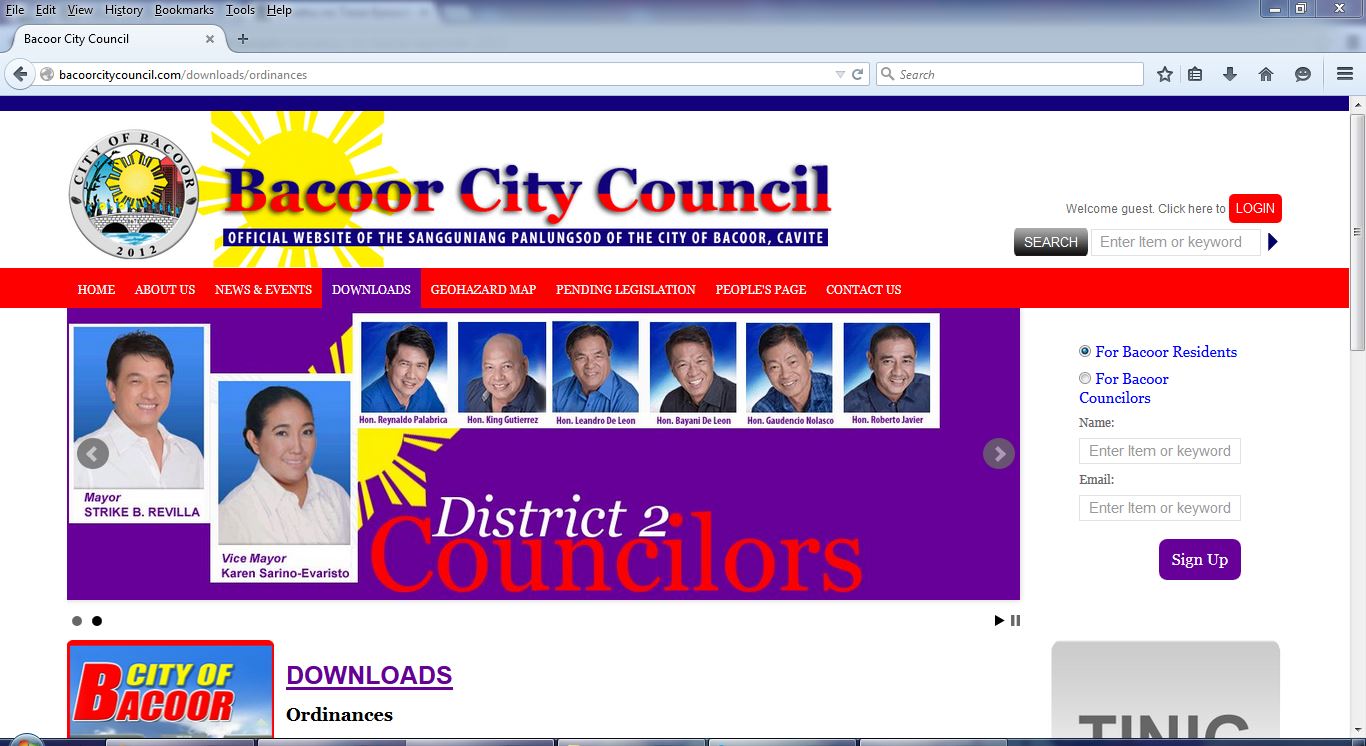 File Edit View History Bookmarks Tools Help
Bacoor City Council
bacoorcitycouncil.com/downloads/ordinances
Search
CITY OF BACOOR
2012
Bacoor City Council
OFFICIAL WEBSITE OF THE SANGGUNIANG PANLUNGSOD OF THE CITY OF BACOOR, CAVITE
Welcome guest. Click here to LOGIN
SEARCH Enter Item or keyword
HOME ABOUT US NEWS & EVENTS DOWNLOADS GEOHAZARD MAP PENDING LEGISLATION PEOPLE'S PAGE CONTACT US
Hon. Reynaldo Palabrica Hon. King Gutierrez Hon. Leandro De Leon Hon. Bayani De Leon Hon. Gaudencio Nolasco Hon. Roberto Javier
Mayor
STRIKE B. REVILLA
Vice Mayor
Karen Sarino-Evaristo
District 2
Councilors
For Bacoor Residents
For Bacoor
Councilors
Name:
Enter Item or keyword
Email:
Enter Item or keyword
Sign Up
CITY OF
BACOOR
DOWNLOADS
Ordinances
TINIG